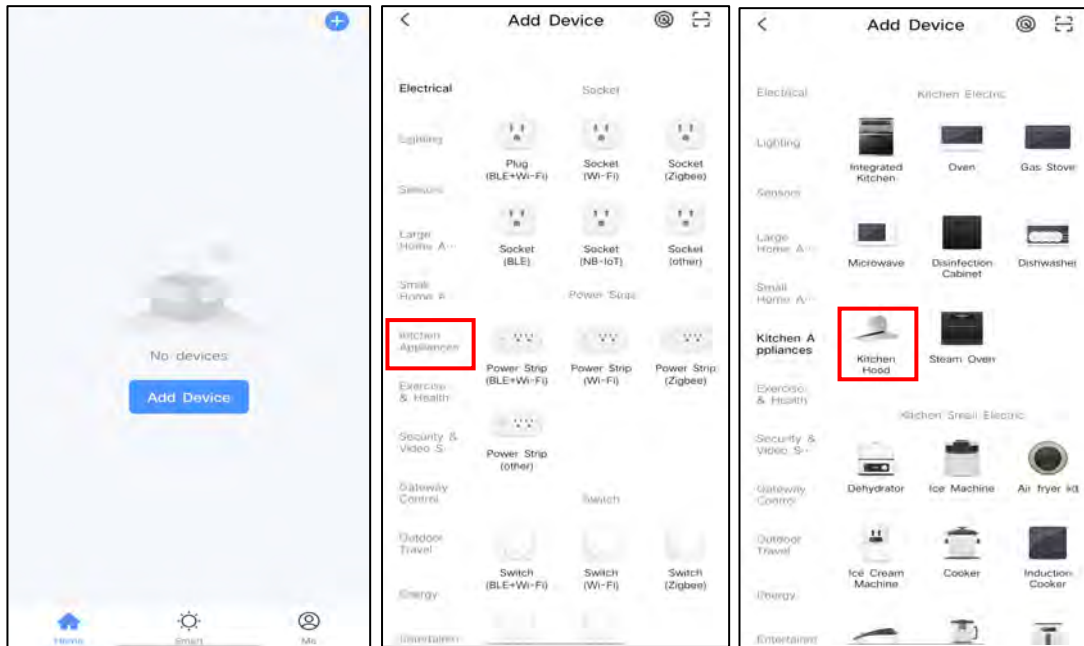 No devices
Add Device
Home
Smart
Me
Add Device
Electrical
Lighting
Sensors
Large
Home A···
Small
Home A
Kitchen
Appliances
Exercise
& Health
Security &
Video S···
Gateway
Control
Outdoor
Travel
Energy
Socket
Plug
(BLE+Wi-Fi)
Socket
(Wi-Fi)
Socket
(Zigbee)
Socket
(BLE)
Socket
(NB-IoT)
Socket
(other)
Power Strip
Power Strip
(BLE+Wi-Fi)
Power Strip
(Wi-Fi)
Power Strip
(Zigbee)
Power Strip
(other)
Switch
Switch
(BLE+Wi-Fi)
Switch
(Wi-Fi)
Switch
(Zigbee)
Add Device
Electrical
Lighting
Sensors
Large
Home A···
Small
Home A···
Kitchen A
ppliances
Exercise
& Health
Security &
Video S···
Gateway
Control
Outdoor
Travel
Energy
Kitchen Electric
Integrated
Kitchen
Oven
Gas Stove
Microwave
Disinfection
Cabinet
Dishwasher
Kitchen
Hood
Steam Oven
Kitchen Small Electric
Dehydrator
Ice Machine
Air fryer
Ice Cream
Machine
Cooker
Induction
Cooker